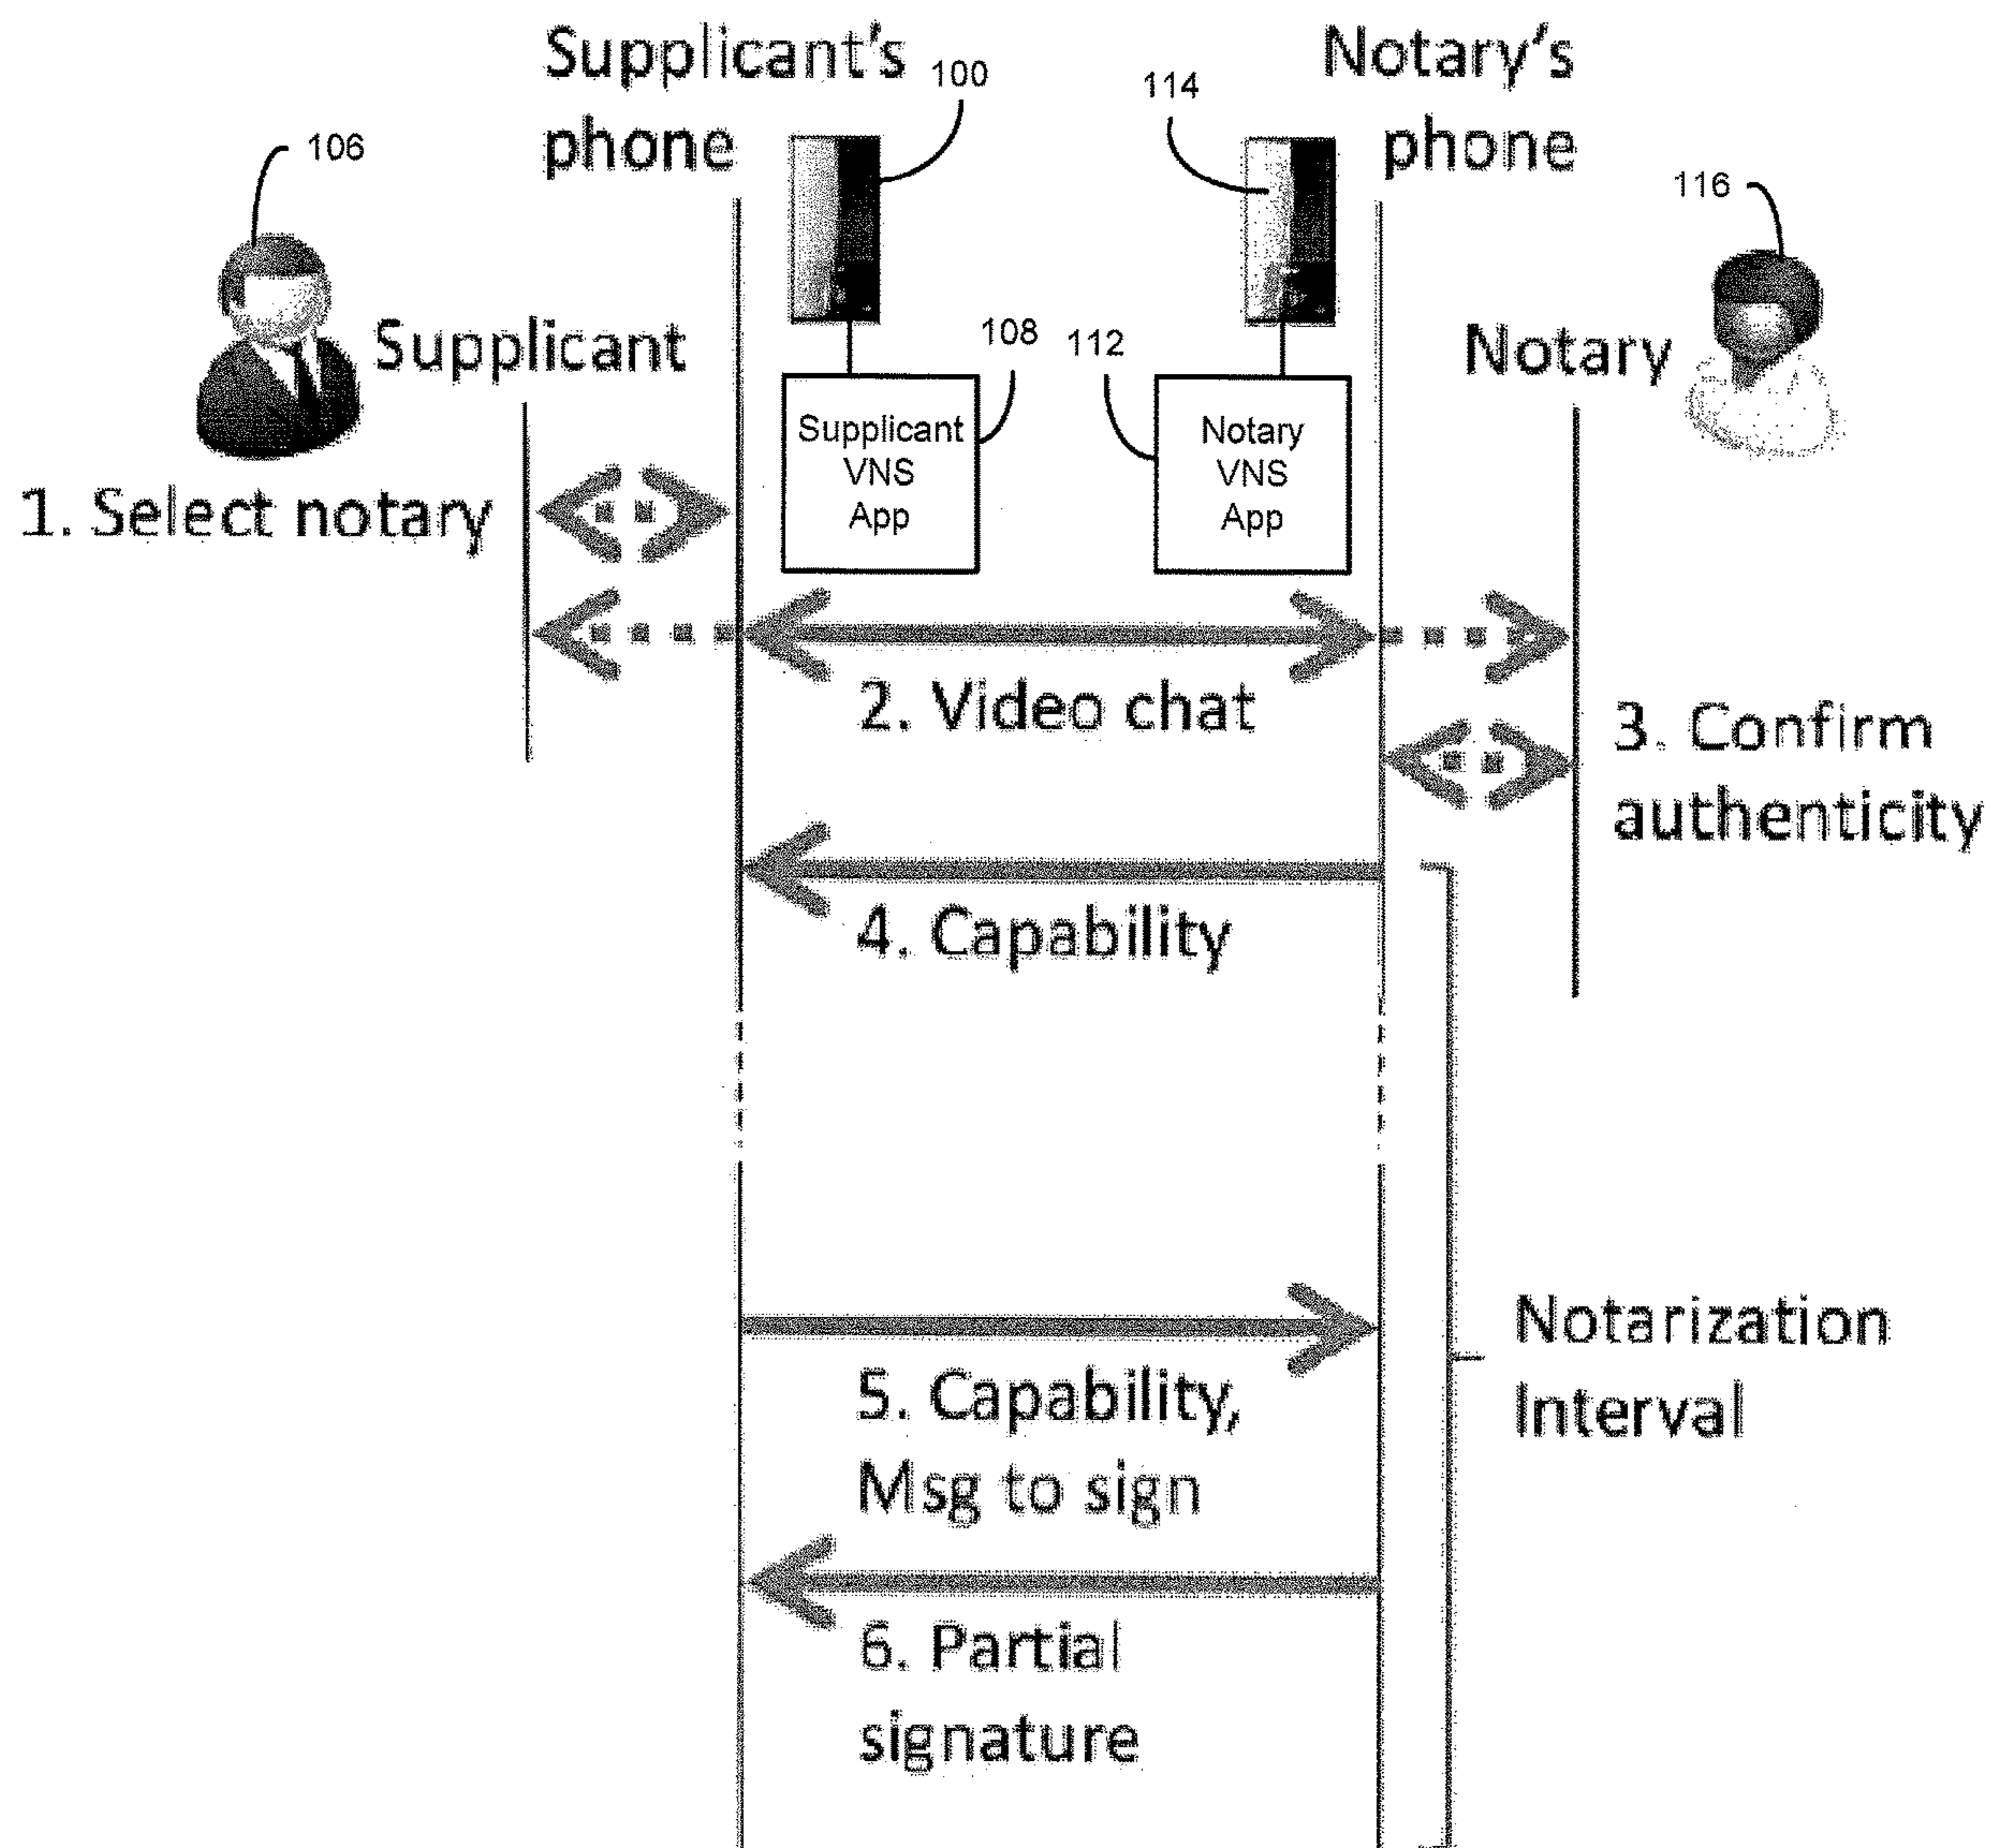 Supplicant's
phone
100
114
Notary's
phone
106
116
Supplicant
108
112
Notary
Supplicant
VNS
App
Notary
VNS
App
1. Select notary
2. Video chat
3. Confirm
authenticity
4. Capability
5. Capability,
Msg to sign
Notarization
Interval
6. Partial
signature